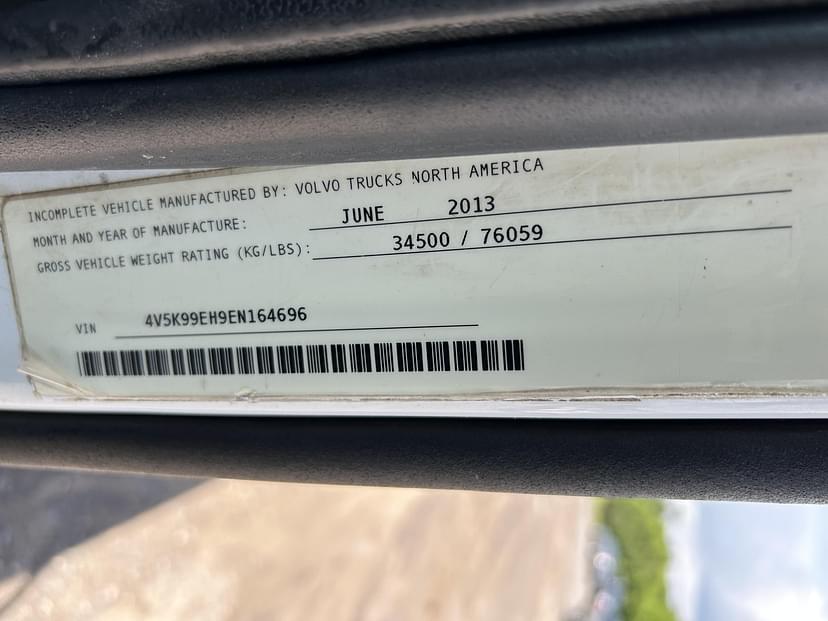 INCOMPLETE VEHICLE MANUFACTURED BY: VOLVO TRUCKS NORTH AMERICA
MONTH AND YEAR OF MANUFACTURE: JUNE 2013
GROSS VEHICLE WEIGHT RATING (KG/LBS): 34500 / 76059
VIN 4V5K99EH9EN164696